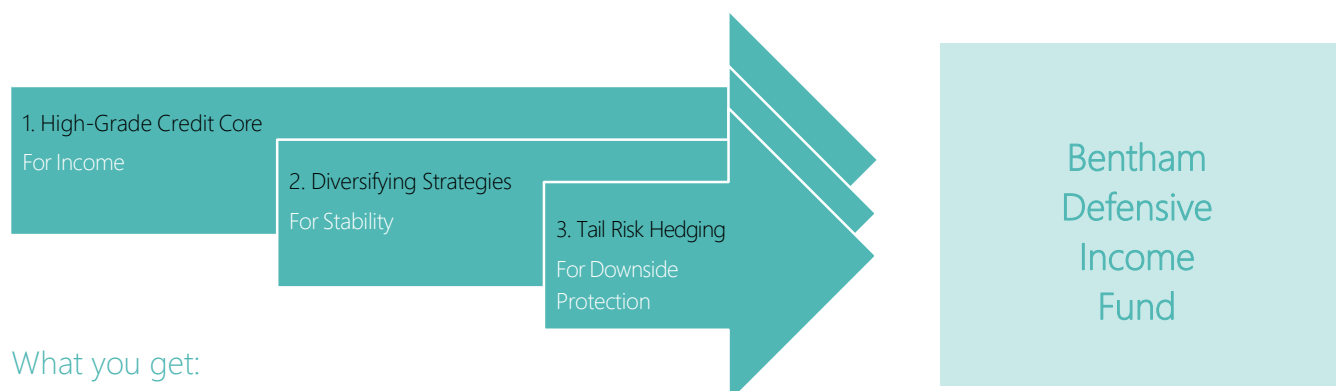 1. High-Grade Credit Core
For Income
2. Diversifying Strategies
For Stability
3. Tail Risk Hedging
For Downside
Protection
Bentham
Defensive
Income
Fund
What you get: